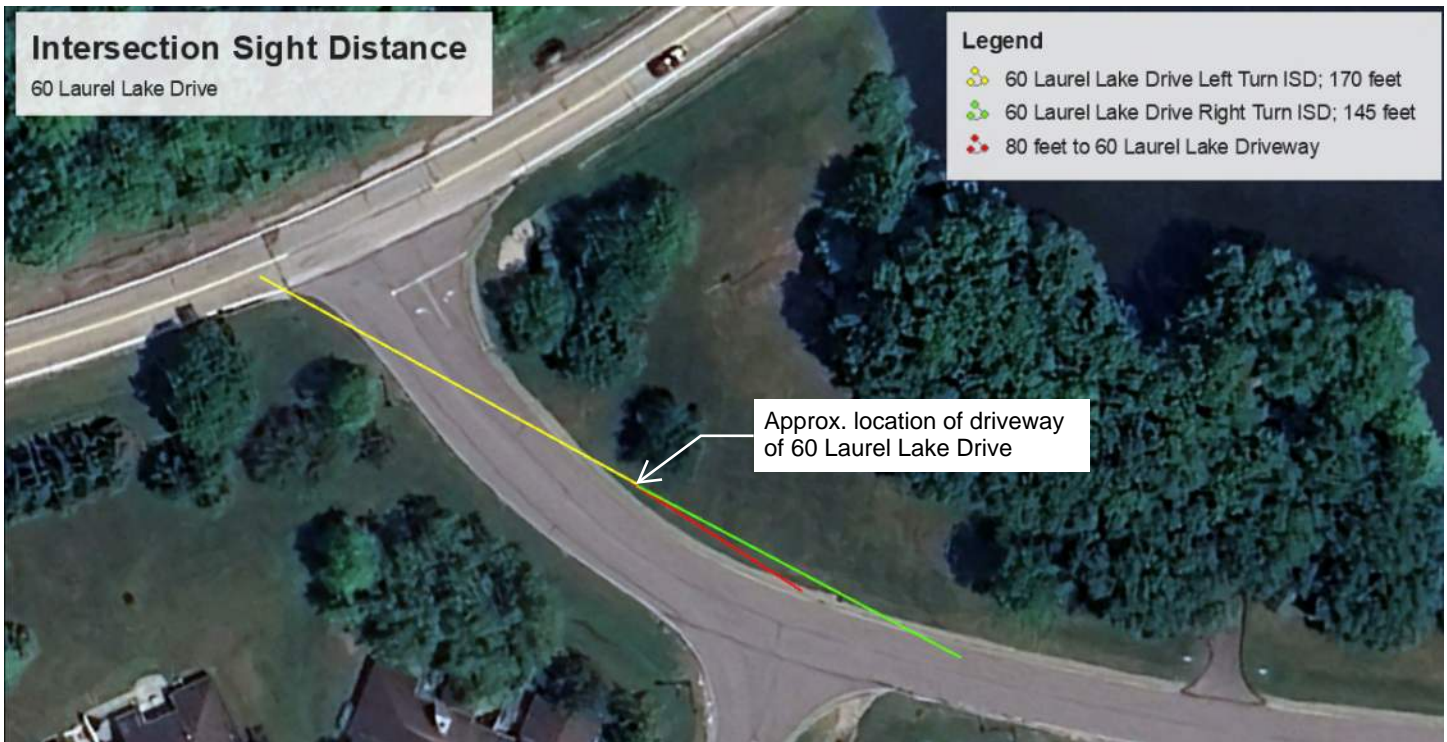 Intersection Sight Distance
60 Laurel Lake Drive
Legend
60 Laurel Lake Drive Left Turn ISD; 170 feet
60 Laurel Lake Drive Right Turn ISD; 145 feet
80 feet to 60 Laurel Lake Driveway
Approx. location of driveway
of 60 Laurel Lake Drive